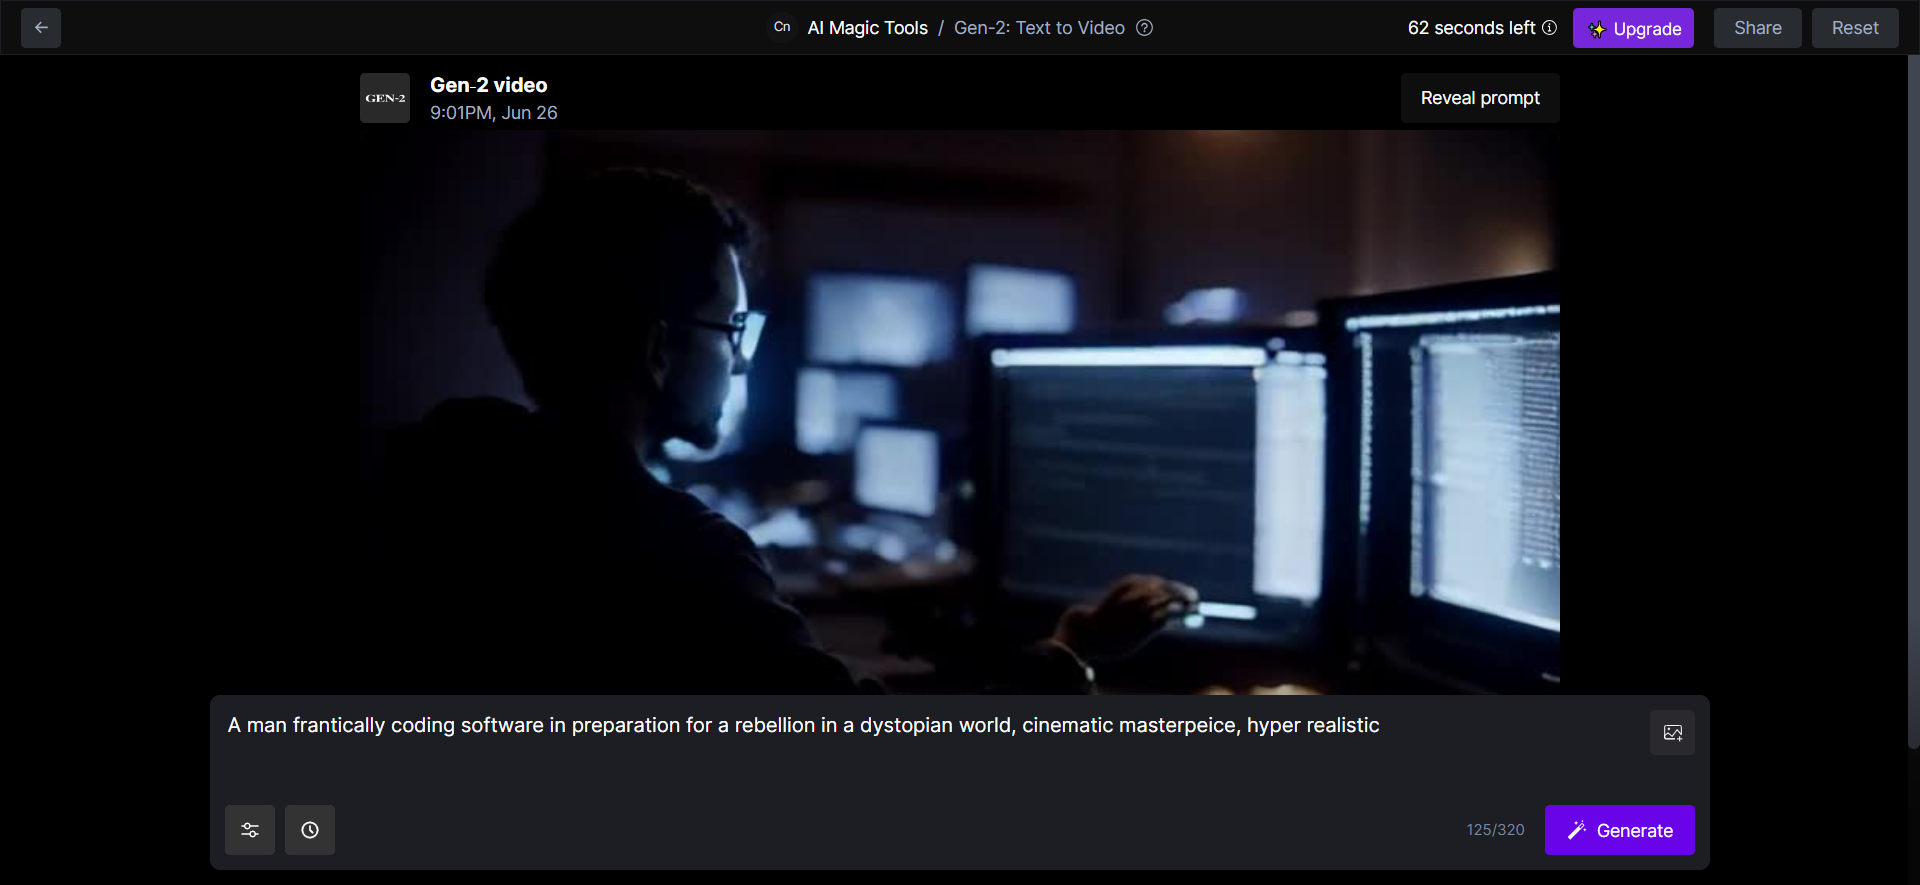 Cn AI Magic Tools / Gen-2: Text to Video
62 seconds left Upgrade Share Reset
GEN-2
Gen-2 video
9:01PM, Jun 26
Reveal prompt
A man frantically coding software in preparation for a rebellion in a dystopian world, cinematic masterpeice, hyper realistic
125/320 Generate